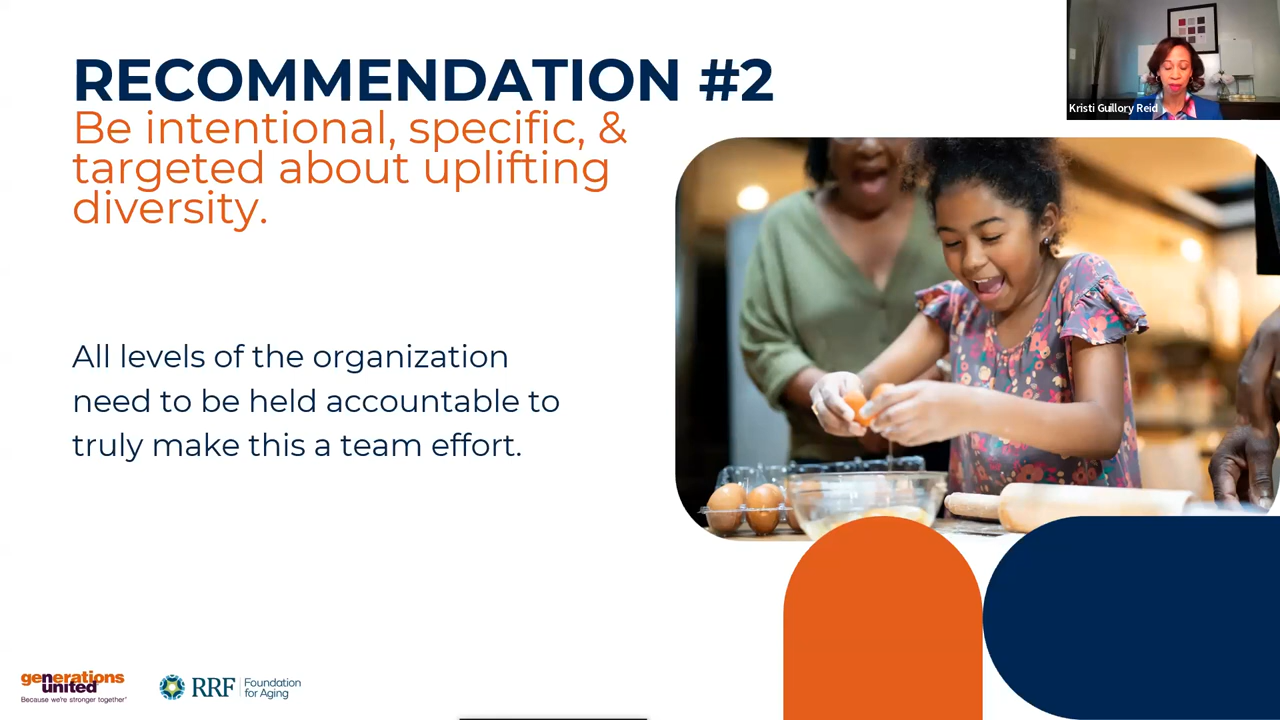 RECOMMENDATION #2
Be intentional, specific, &
targeted about uplifting
diversity.
All levels of the organization
need to be held accountable to
truly make this a team effort.
Kristi Guillory Reid
generations
united
Because we're stronger together®
RRF
Foundation
for Aging